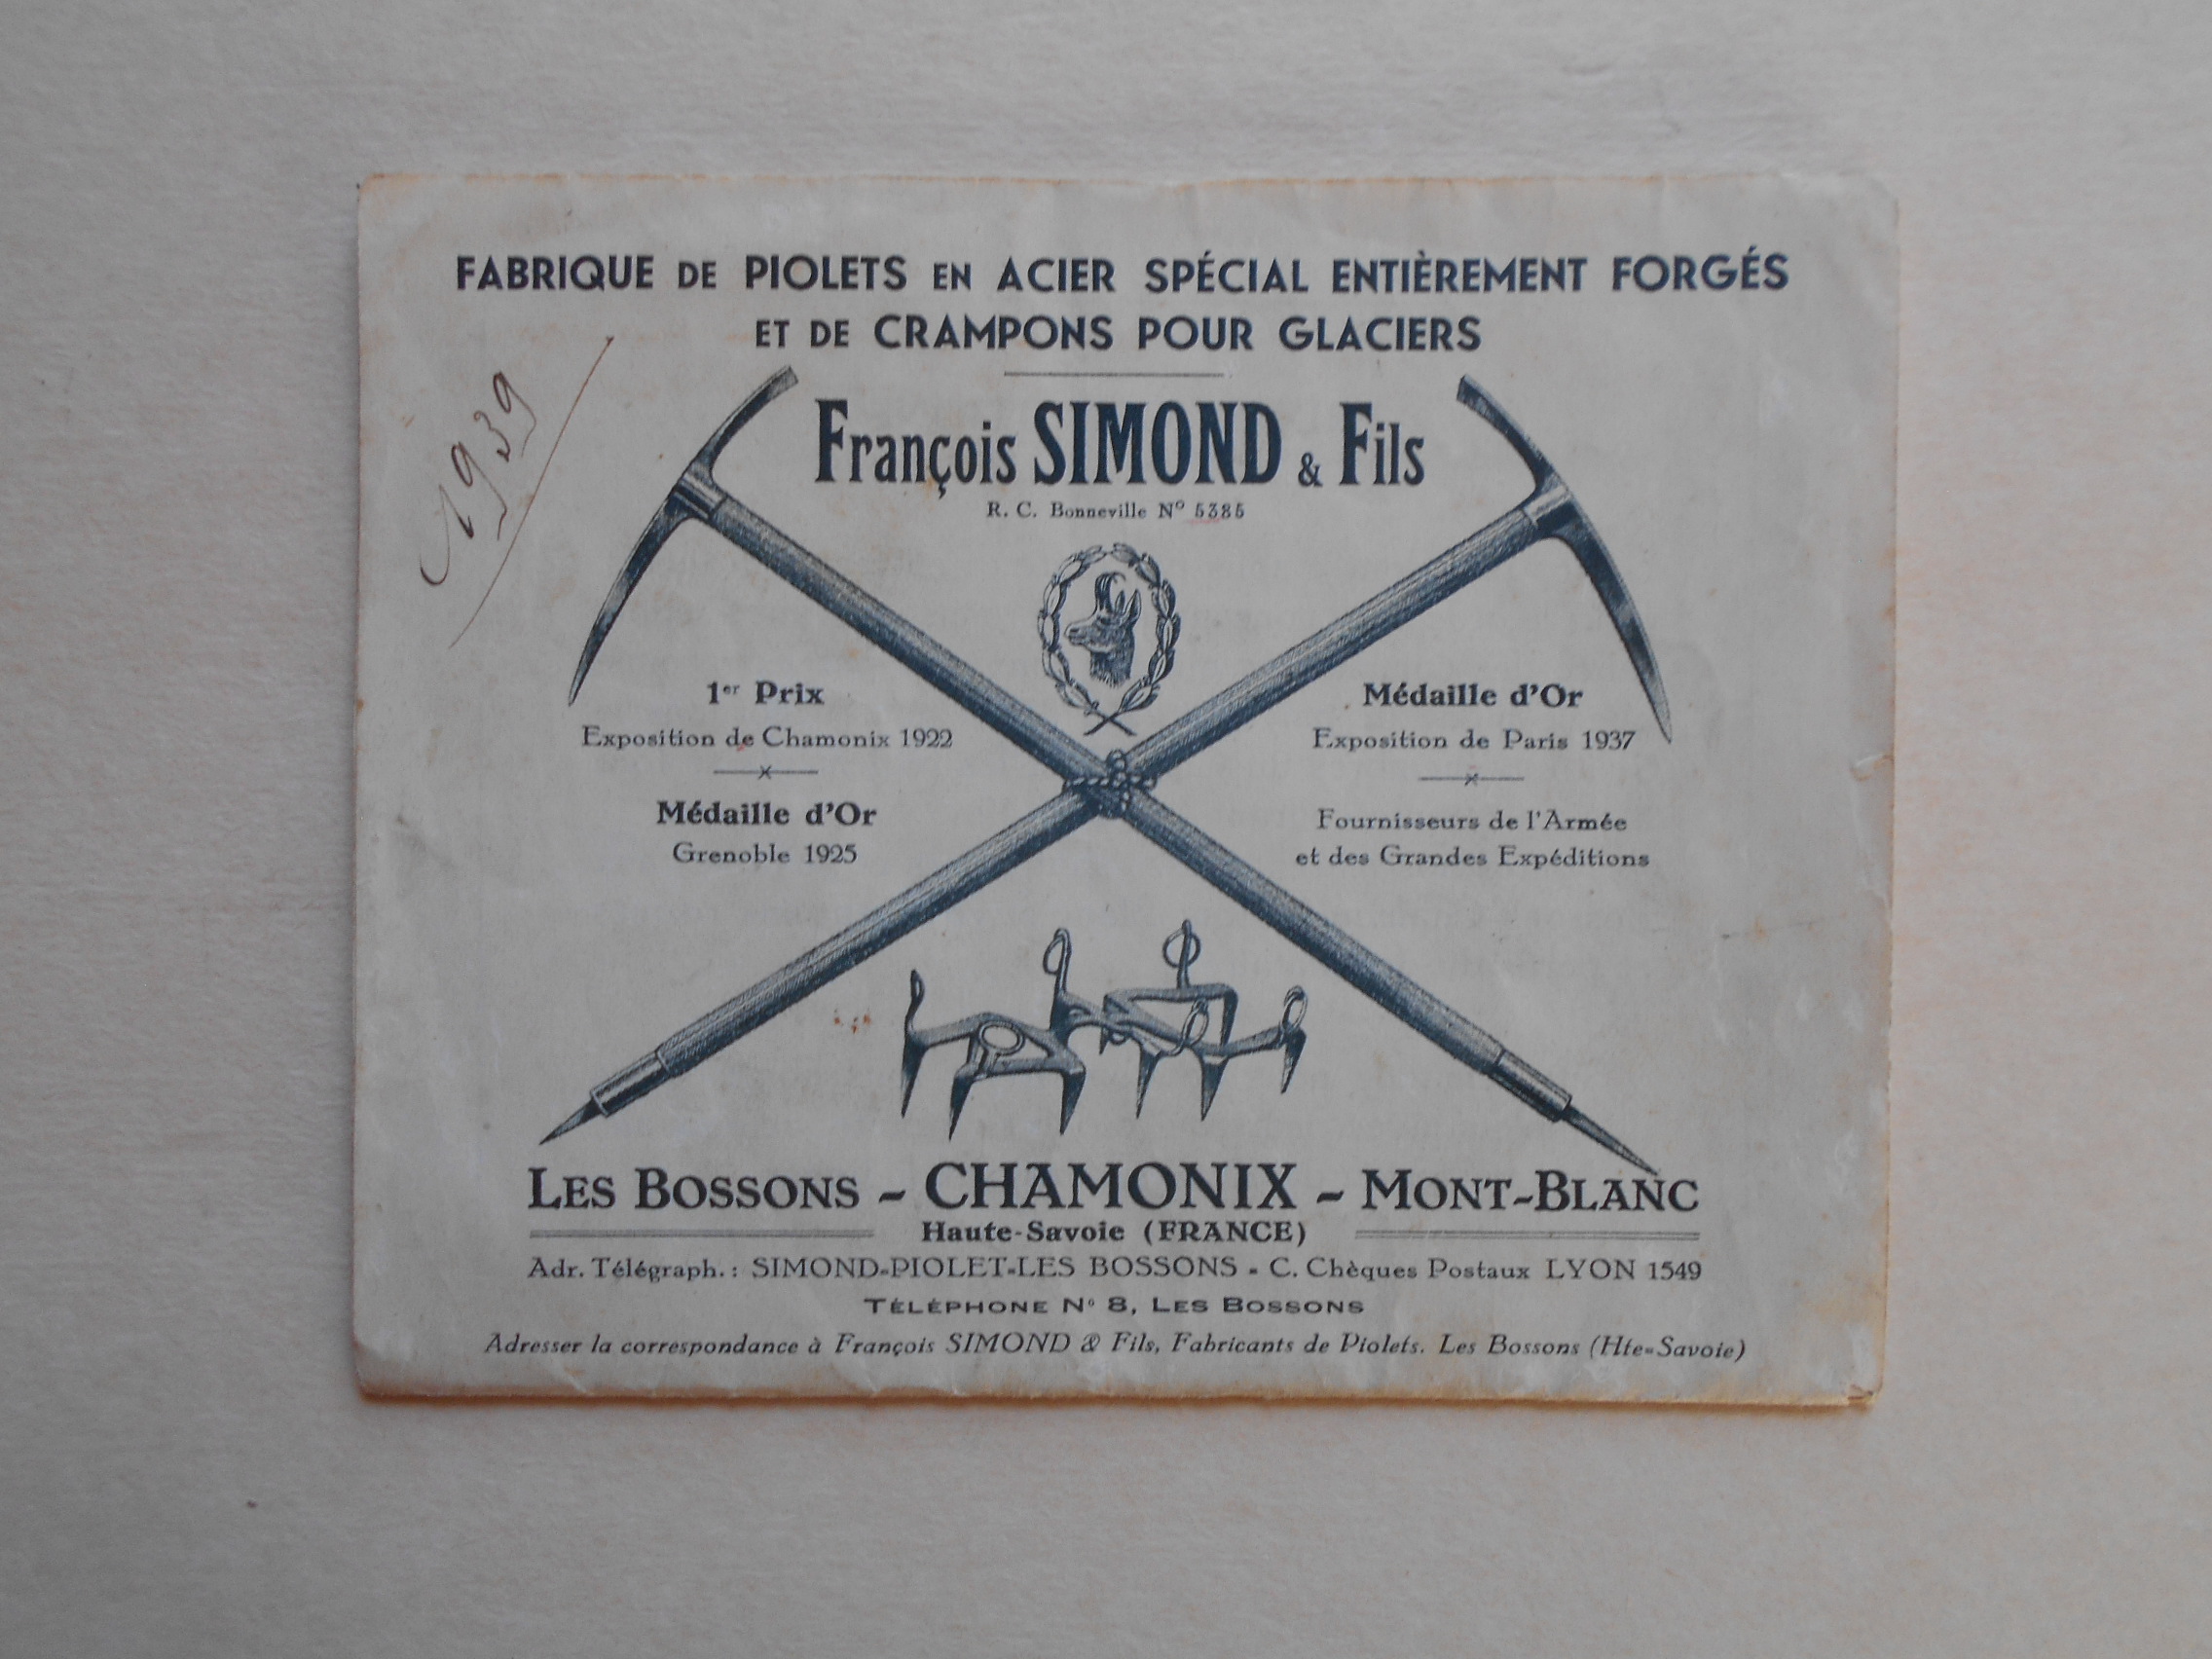 FABRIQUE DE PIOLETS EN ACIER SPÉCIAL ENTIÈREMENT FORGÉS
ET DE CRAMPONS POUR GLACIERS
1939
François SIMOND & Fils
R. C. Bonneville N° 5385
1er Prix
Exposition de Chamonix 1922
Médaille d'Or
Grenoble 1925
Médaille d'Or
Exposition de Paris 1937
Fournisseurs de l'Armée
et des Grandes Expéditions
LES BOSSONS - CHAMONIX - MONT-BLANC
Haute-Savoie (FRANCE)
Adr. Télégraph. : SIMOND-PIOLET-LES BOSSONS - C. Chèques Postaux LYON 1549
TÉLÉPHONE N° 8, LES BOSSONS
Adresser la correspondance à François SIMOND & Fils, Fabricants de Piolets. Les Bossons (Hte-Savoie)